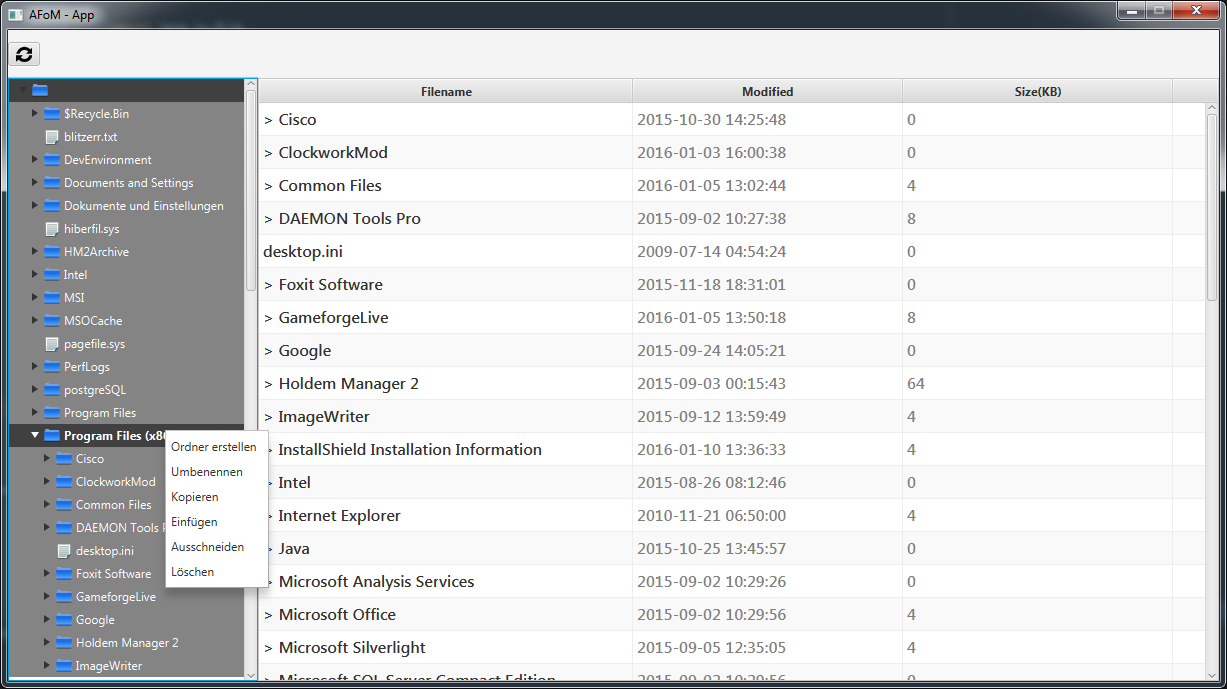 AFoM - App
$Recycle.Bin
blitzerr.txt
DevEnvironment
Documents and Settings
Dokumente und Einstellungen
hiberfil.sys
HM2Archive
Intel
MSI
MSOCache
pagefile.sys
PerfLogs
postgreSQL
Program Files
Program Files (x86
Cisco
ClockworkMod
Common Files
DAEMON Tools
desktop.ini
Foxit Software
GameforgeLive
Google
Holdem Manager 2
ImageWriter
Ordner erstellen
Umbenennen
Kopieren
Einfügen
Ausschneiden
Löschen
Filename Modified Size(KB)
> Cisco 2015-10-30 14:25:48 0
> ClockworkMod 2016-01-03 16:00:38 0
> Common Files 2016-01-05 13:02:44 4
> DAEMON Tools Pro 2015-09-02 10:27:38 8
desktop.ini 2009-07-14 04:54:24 0
> Foxit Software 2015-11-18 18:31:01 0
> GameforgeLive 2016-01-05 13:50:18 8
> Google 2015-09-24 14:05:21 0
> Holdem Manager 2 2015-09-03 00:15:43 64
> ImageWriter 2015-09-12 13:59:49 4
> InstallShield Installation Information 2016-01-10 13:36:33 4
> Intel 2015-08-26 08:12:46 0
> Internet Explorer 2010-11-21 06:50:00 4
> Java 2015-10-25 13:45:57 0
> Microsoft Analysis Services 2015-09-02 10:29:26 0
> Microsoft Office 2015-09-02 10:29:56 4
> Microsoft Silverlight 2015-09-05 12:35:05 4
> Microsoft SQL Server Compact Edition 2015-09-02 10:29:56 0